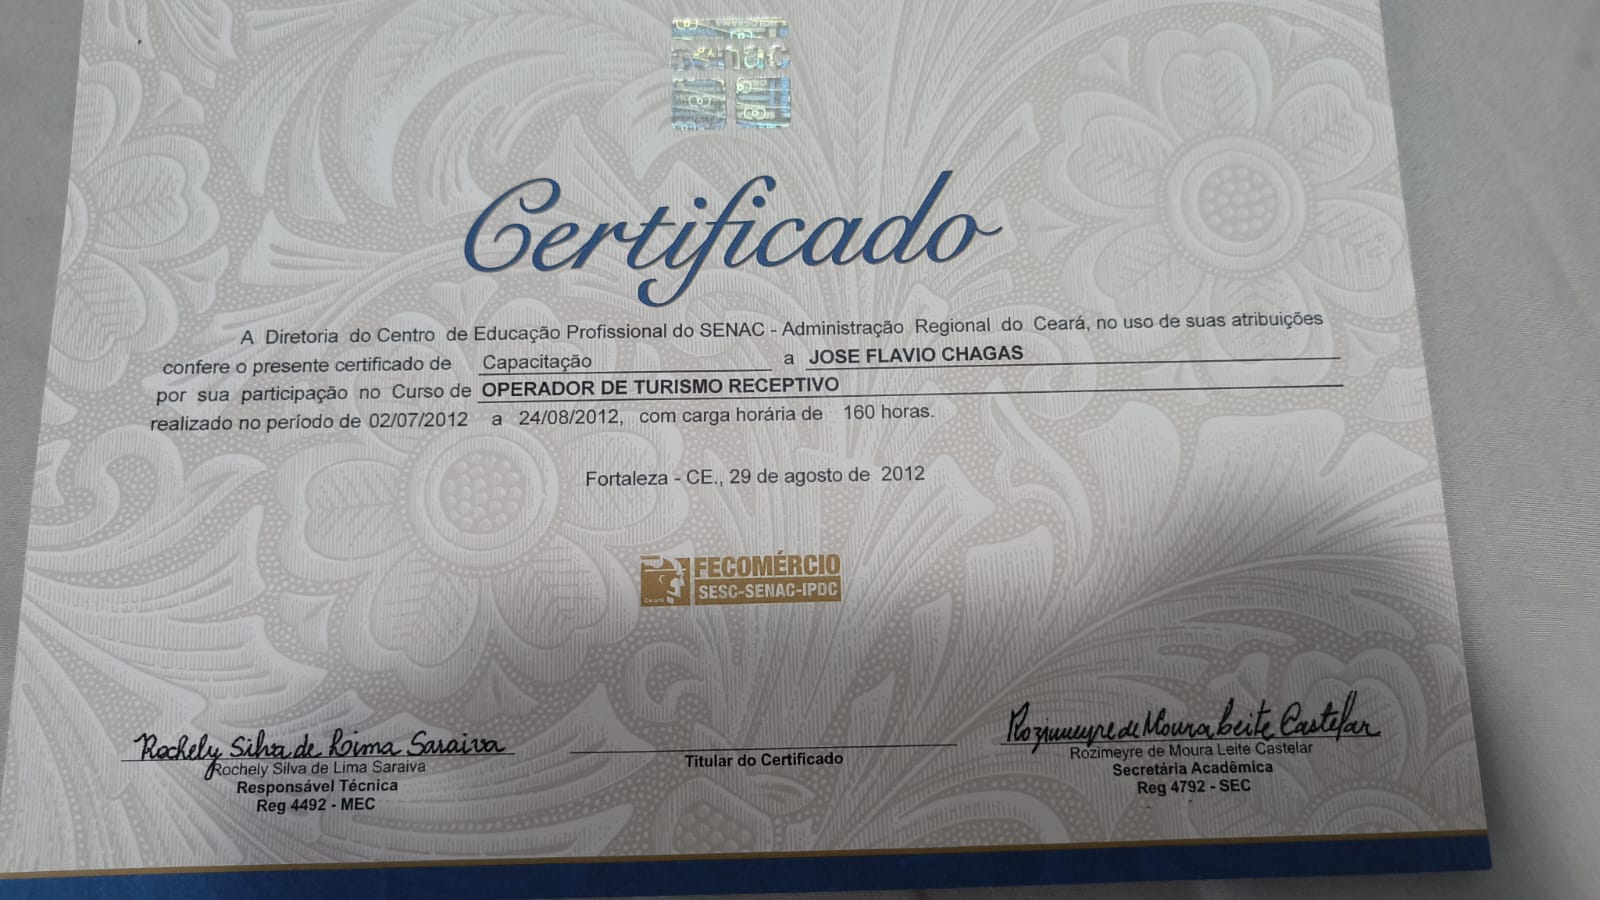 senac
Certificado
A Diretoria do Centro de Educação Profissional do SENAC - Administração Regional do Ceará, no uso de suas atribuições
confere o presente certificado de Capacitação a JOSE FLAVIO CHAGAS
por sua participação no Curso de OPERADOR DE TURISMO RECEPTIVO
realizado no período de 02/07/2012 a 24/08/2012, com carga horária de 160 horas.
Fortaleza - CE., 29 de agosto de 2012
FECOMÉRCIO
Ceará SESC-SENAC-IPDC
Rochely Silva de Lima Saraiva
Rochely Silva de Lima Saraiva
Responsável Técnica
Reg 4492 - MEC
Titular do Certificado
Rozimeyre de Moura Leite Castelar
Rozimeyre de Moura Leite Castelar
Secretária Acadêmica
Reg 4792 - SEC